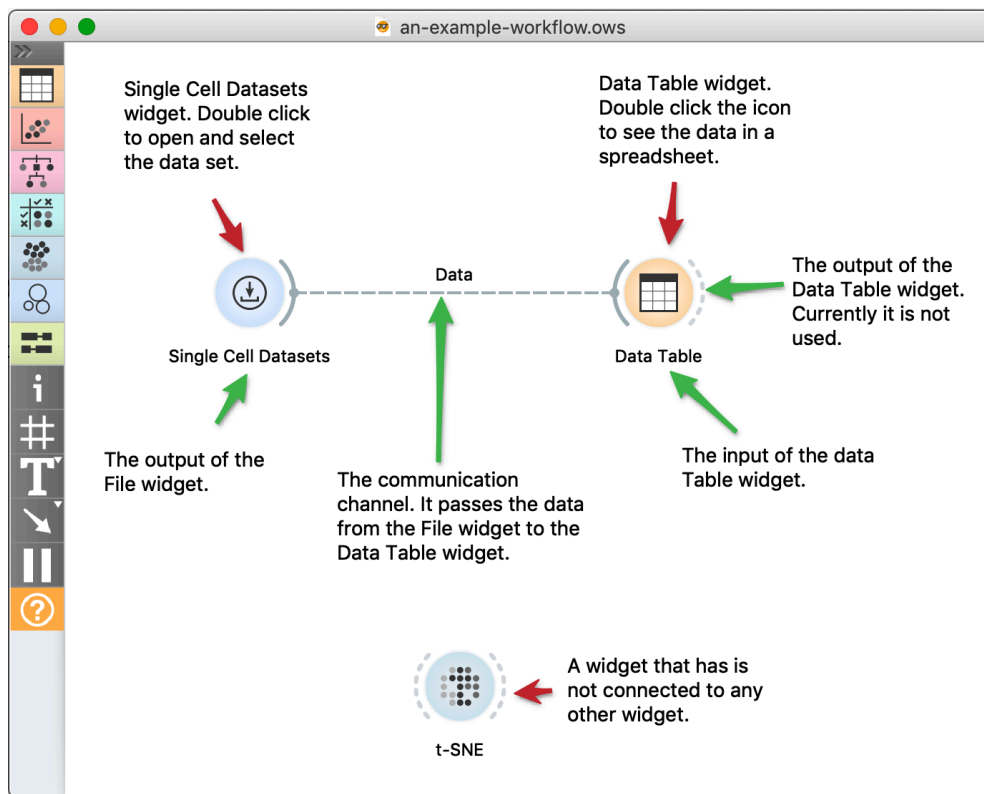 an-example-workflow.ows
Single Cell Datasets
widget. Double click
to open and select
the data set.
Data Table widget.
Double click the icon
to see the data in a
spreadsheet.
Data
The output of the
Data Table widget.
Currently it is not
used.
Single Cell Datasets
Data Table
The output of the
File widget.
The communication
channel. It passes the data
from the File widget to the
Data Table widget.
The input of the data
Table widget.
A widget that has is
not connected to any
other widget.
t-SNE